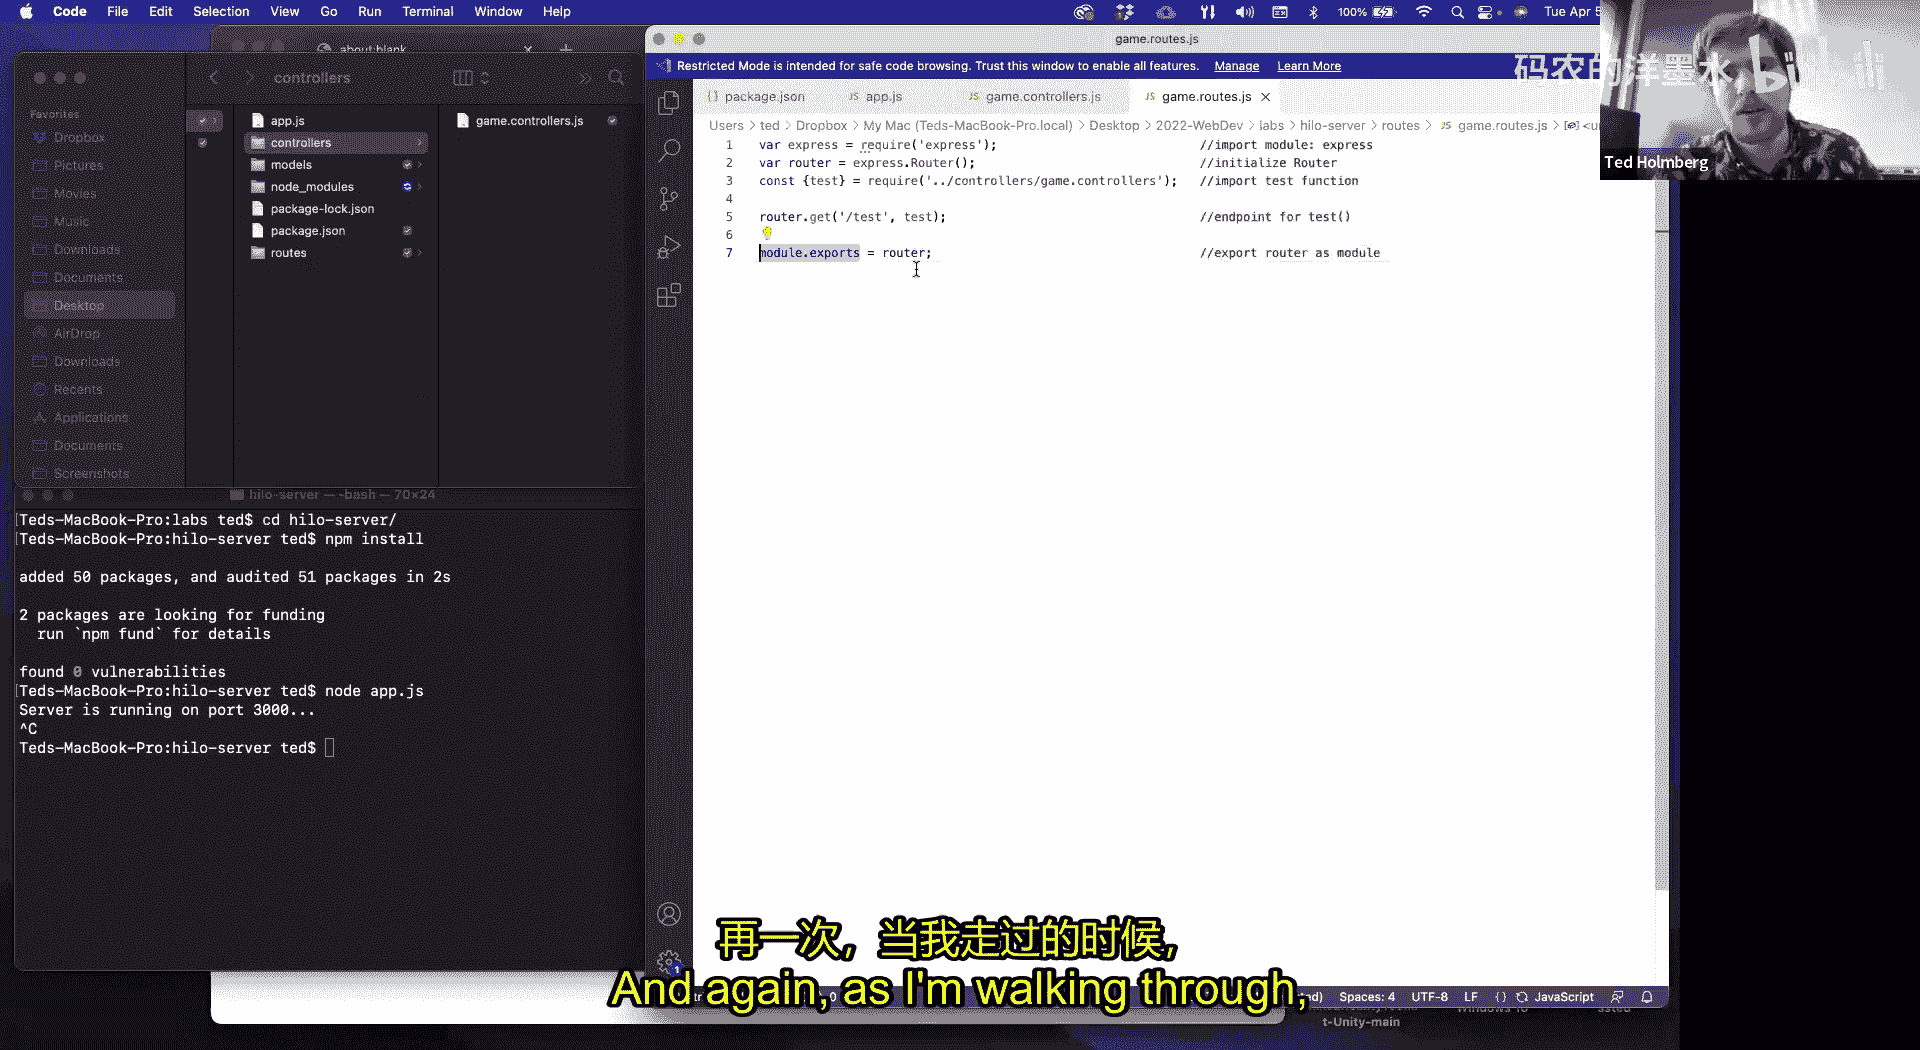 Code File Edit Selection View Go Run Terminal Window Help
100%
Tue Apr 5
about:blank
game.routes.js
码农的洋墨水
bili
Ted Holmberg
controllers
Favorites
Dropbox
Pictures
Movies
Music
Downloads
Documents
Desktop
AirDrop
Downloads
Recents
Applications
Documents
Screenshots
app.js
controllers
models
node_modules
package-lock.json
package.json
routes
game.controllers.js
Restricted Mode is intended for safe code browsing. Trust this window to enable all features. Manage Learn More
{} package.json JS app.js JS game.controllers.js JS game.routes.js
Users > ted > Dropbox > My Mac (Teds-MacBook-Pro.local) > Desktop > 2022-WebDev > labs > hilo-server > routes > JS game.routes.js >
1 var express = require('express'); //import module: express
2 var router = express.Router(); //initialize Router
3 const {test} = require('../controllers/game.controllers'); //import test function
4
5 router.get('/test', test); //endpoint for test()
6
7 module.exports = router; //export router as module
hilo-server — -bash — 70×24
Teds-MacBook-Pro:labs ted$ cd hilo-server/
Teds-MacBook-Pro:hilo-server ted$ npm install
added 50 packages, and audited 51 packages in 2s
2 packages are looking for funding
run `npm fund` for details
found 0 vulnerabilities
Teds-MacBook-Pro:hilo-server ted$ node app.js
Server is running on port 3000...
^C
Teds-MacBook-Pro:hilo-server ted$
再一次，当我走过的时候，
And again, as I'm walking through,
1
Spaces: 4 UTF-8 LF {} JavaScript
t-Unity-main